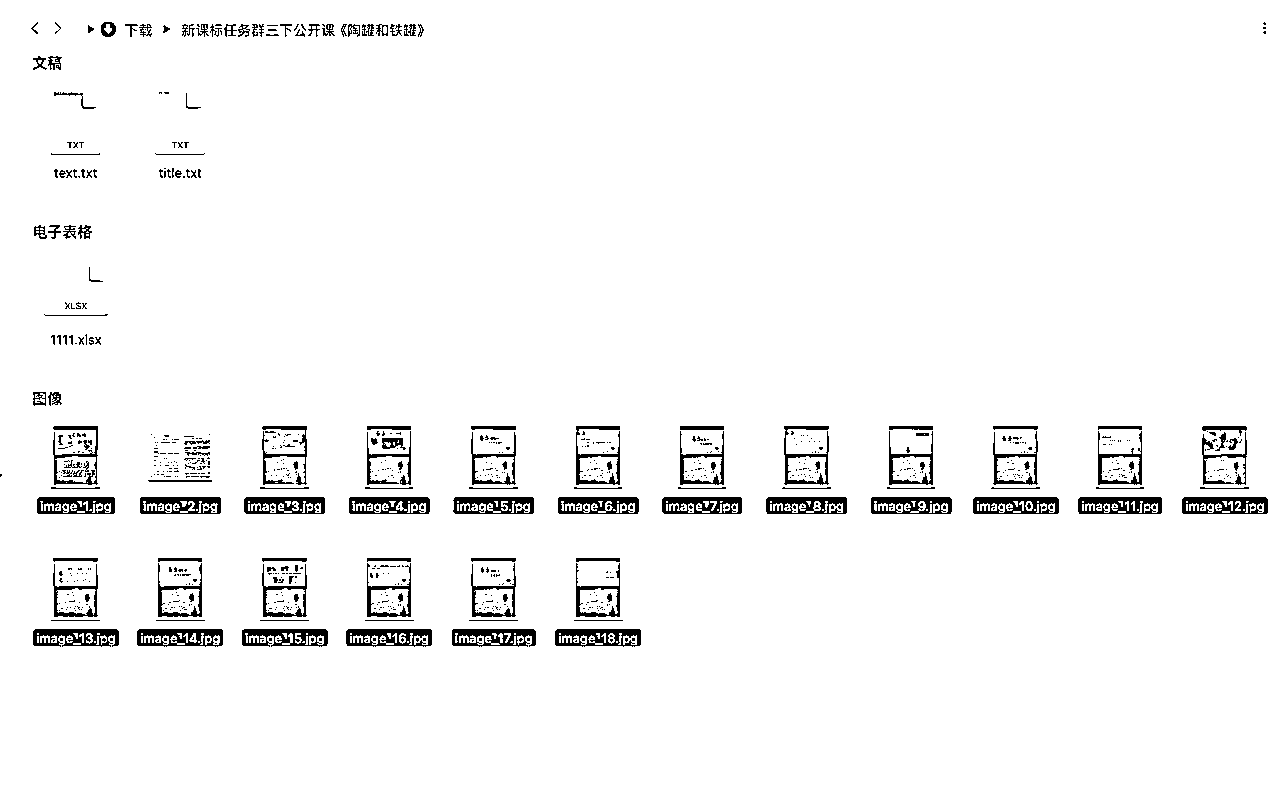 下载 新课标任务群三下公开课《陶罐和铁罐》
文稿
TXT TXT
text.txt title.txt
电子表格
XLSX
1111.xlsx
图像
image_1.jpg image_2.jpg image_3.jpg image_4.jpg image_5.jpg image_6.jpg image_7.jpg image_8.jpg image_9.jpg image_10.jpg image_11.jpg image_12.jpg
image_13.jpg image_14.jpg image_15.jpg image_16.jpg image_17.jpg image_18.jpg